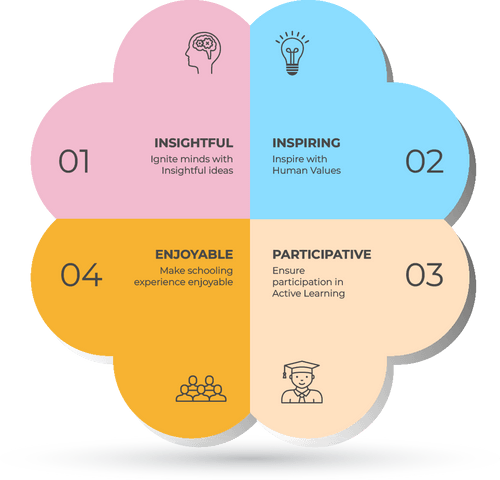 01
INSIGHTFUL
Ignite minds with
Insightful ideas
INSPIRING
Inspire with
Human Values
02
04
ENJOYABLE
Make schooling
experience enjoyable
PARTICIPATIVE
Ensure
participation in
Active Learning
03